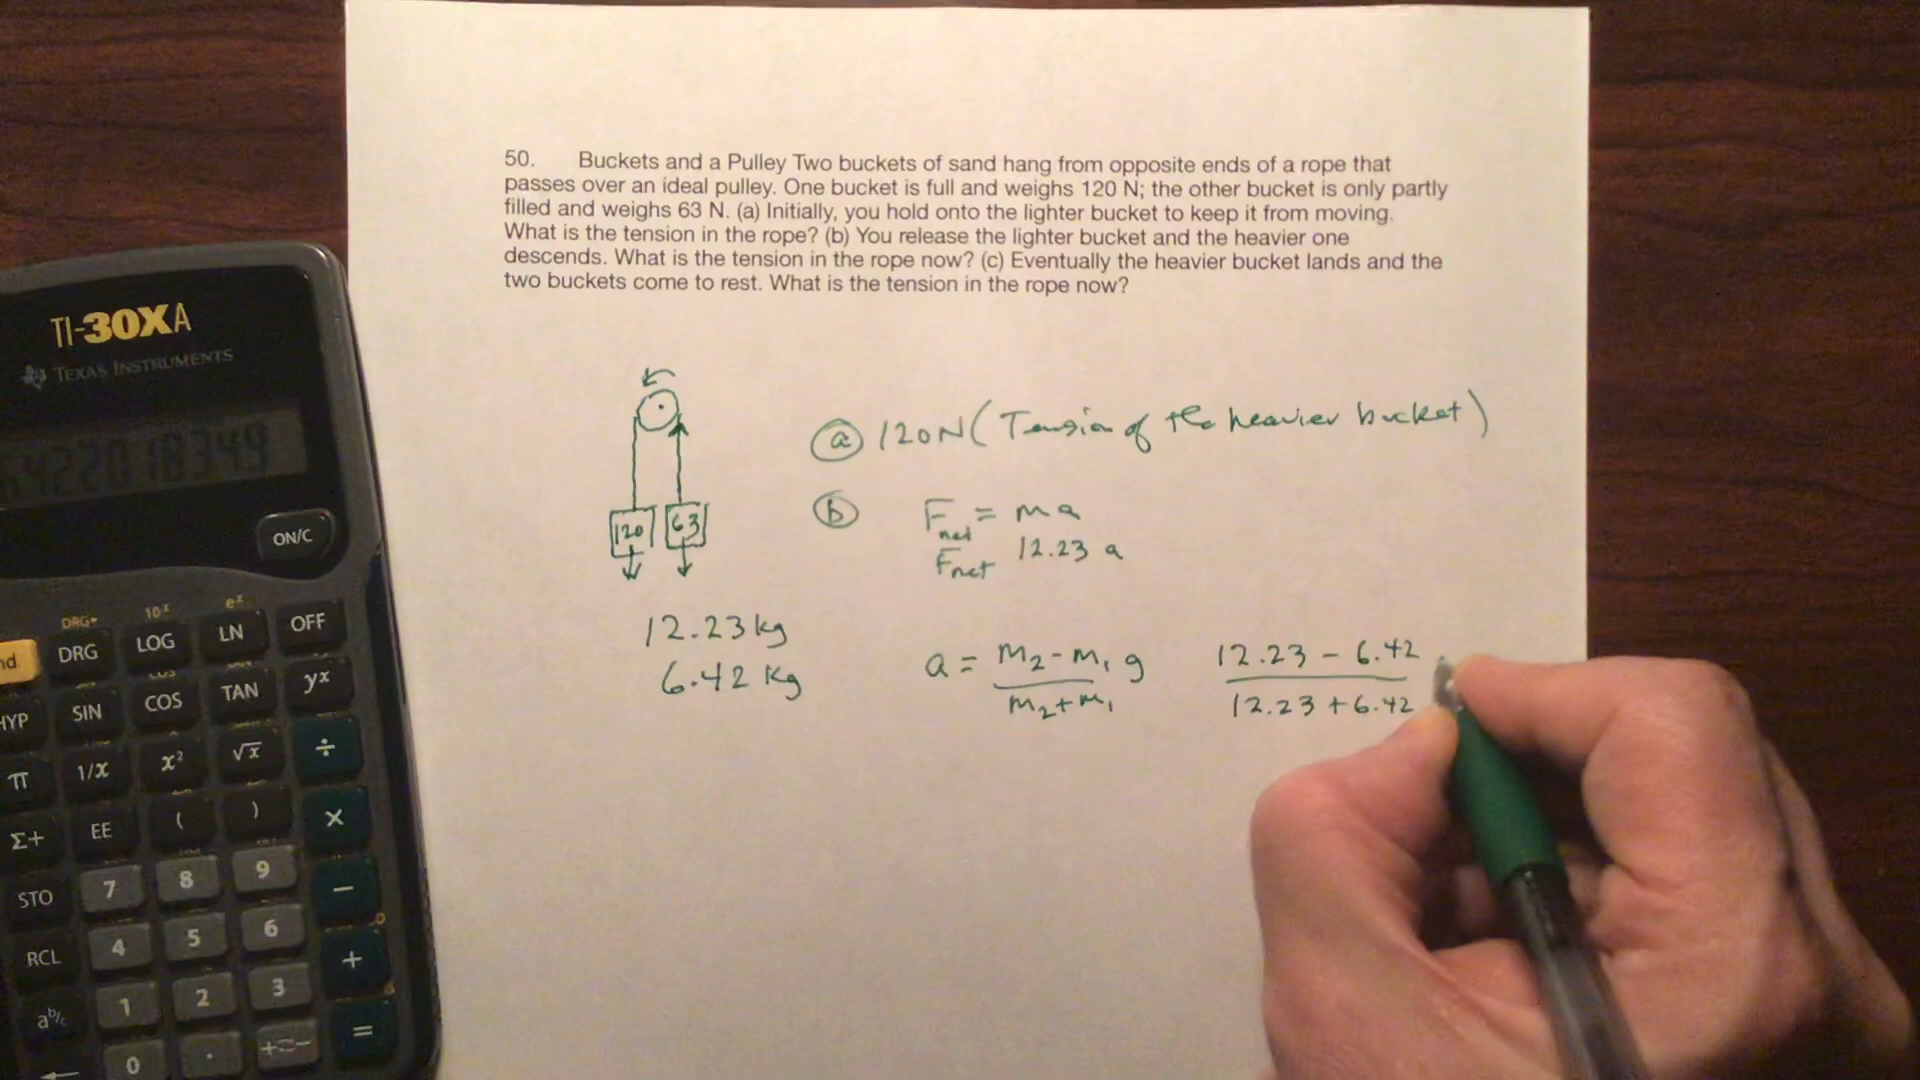 50. Buckets and a Pulley Two buckets of sand hang from opposite ends of a rope that
passes over an ideal pulley. One bucket is full and weighs 120 N; the other bucket is only partly
filled and weighs 63 N. (a) Initially, you hold onto the lighter bucket to keep it from moving.
What is the tension in the rope? (b) You release the lighter bucket and the heavier one
descends. What is the tension in the rope now? (c) Eventually the heavier bucket lands and the
two buckets come to rest. What is the tension in the rope now?
TI-30XA
TEXAS INSTRUMENTS
6422018349
ON/C
DRG▸ 10ˣ eˣ
DRG LOG LN OFF
HYP SIN COS TAN yˣ
π 1/x x² √x ÷
Σ+ EE ( ) ×
STO 7 8 9 −
RCL 4 5 6 +
a b/c 1 2 3 =
← 0 .
120 63
12.23 kg
6.42 kg
ⓐ 120N (Tension of the heavier bucket)
ⓑ F net = ma
F net 12.23 a
a = m₂ - m₁ g
m₂ + m₁
12.23 - 6.42
12.23 + 6.42